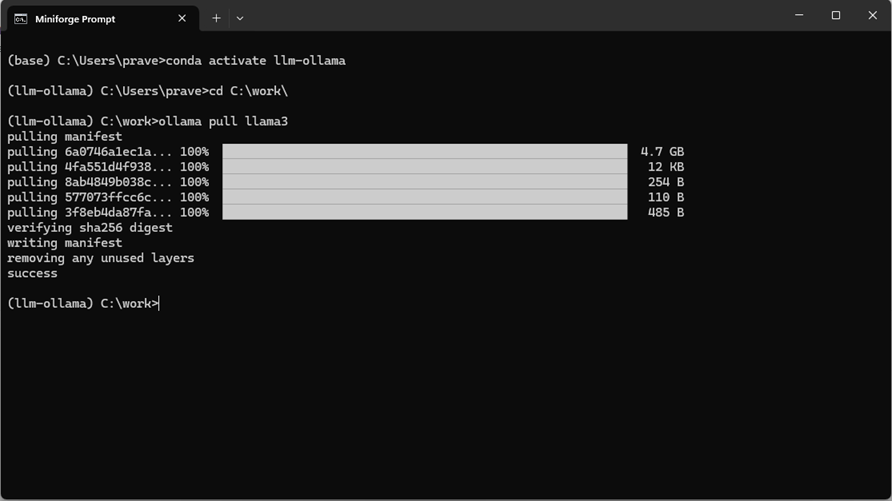 Miniforge Prompt
(base) C:\Users\prave>conda activate llm-ollama
(llm-ollama) C:\Users\prave>cd C:\work\
(llm-ollama) C:\work>ollama pull llama3
pulling manifest
pulling 6a0746a1ec1a... 100% 4.7 GB
pulling 4fa551d4f938... 100% 12 KB
pulling 8ab4849b038c... 100% 254 B
pulling 577073ffcc6c... 100% 110 B
pulling 3f8eb4da87fa... 100% 485 B
verifying sha256 digest
writing manifest
removing any unused layers
success
(llm-ollama) C:\work>